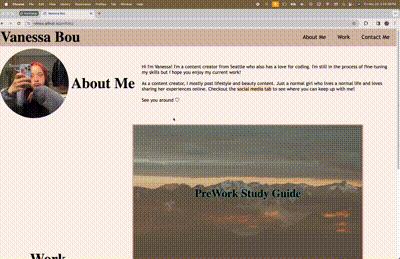 Vanessa Bou
Vanessa Bou
About Me
Work
Contact Me
Hi I'm Vanessa! I'm a content creator from Seattle who also has a love for coding. I'm still in the process of fine-tuning
my skills but I hope you enjoy my current work!
About Me
As a content creator, I mostly post lifestyle and beauty content. Just a normal girl who loves a normal life and loves
sharing her experiences online. Checkout the social media tab to see where you can keep up with me!
See you around ♡
PreWork Study Guide
Work